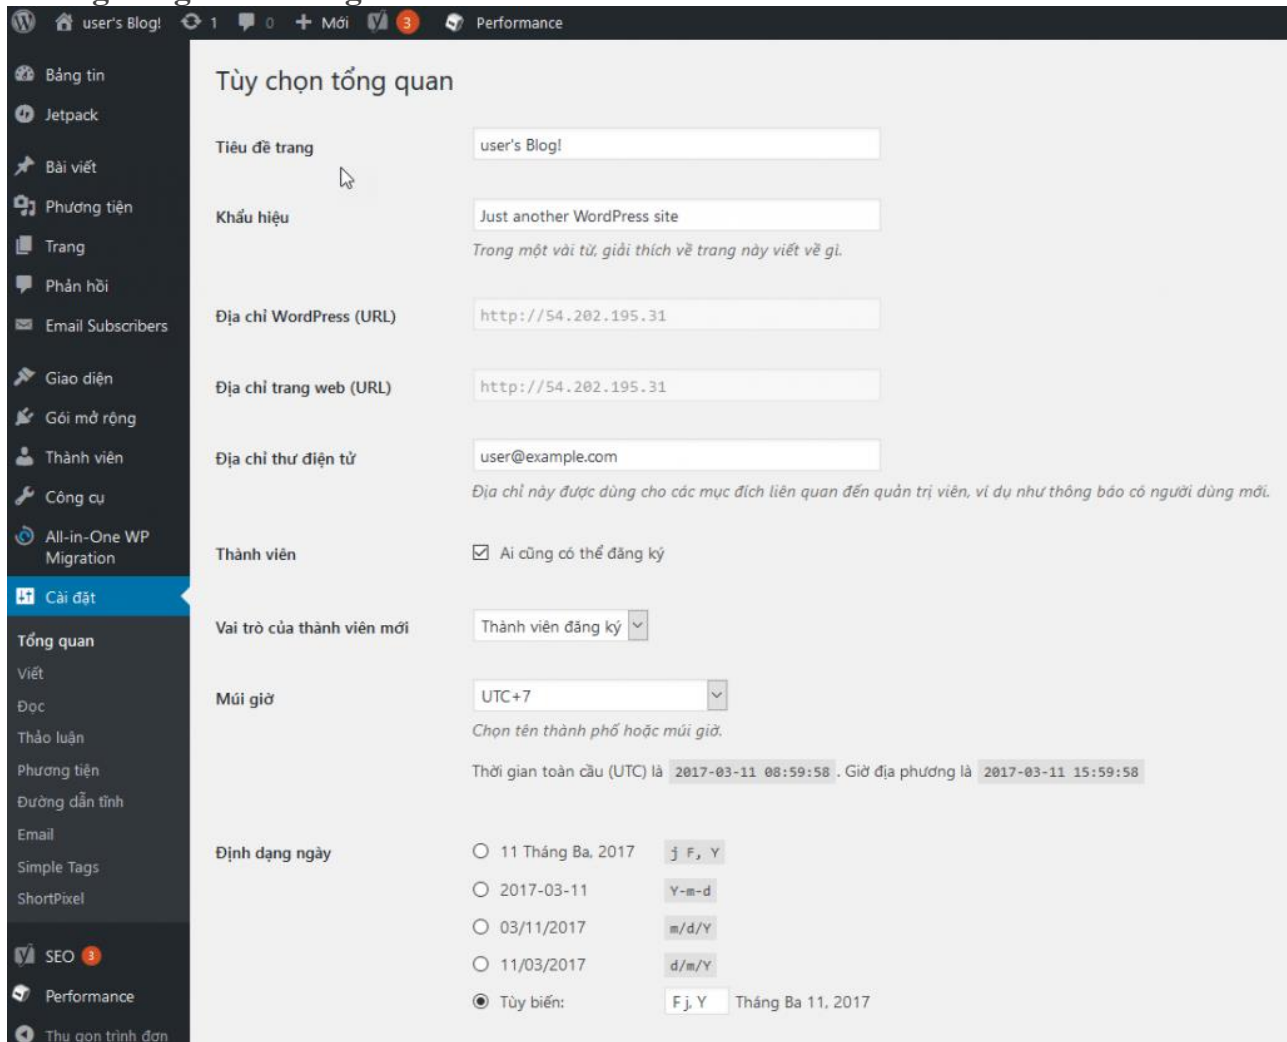 user's Blog! 1 0 + Mới 3 Performance
Bảng tin
Jetpack
Bài viết
Phương tiện
Trang
Phản hồi
Email Subscribers
Giao diện
Gói mở rộng
Thành viên
Công cụ
All-in-One WP
Migration
Cài đặt
Tổng quan
Viết
Đọc
Thảo luận
Phương tiện
Đường dẫn tĩnh
Email
Simple Tags
ShortPixel
SEO 3
Performance
Thu gọn trình đơn
Tùy chọn tổng quan
Tiêu đề trang user's Blog!
Khẩu hiệu Just another WordPress site
Trong một vài từ, giải thích về trang này viết về gì.
Địa chỉ WordPress (URL) http://54.202.195.31
Địa chỉ trang web (URL) http://54.202.195.31
Địa chỉ thư điện tử user@example.com
Địa chỉ này được dùng cho các mục đích liên quan đến quản trị viên, ví dụ như thông báo có người dùng mới.
Thành viên Ai cũng có thể đăng ký
Vai trò của thành viên mới Thành viên đăng ký
Múi giờ UTC+7
Chọn tên thành phố hoặc múi giờ.
Thời gian toàn cầu (UTC) là 2017-03-11 08:59:58 . Giờ địa phương là 2017-03-11 15:59:58
Định dạng ngày 11 Tháng Ba, 2017 j F, Y
2017-03-11 Y-m-d
03/11/2017 m/d/Y
11/03/2017 d/m/Y
Tùy biến: F j, Y Tháng Ba 11, 2017